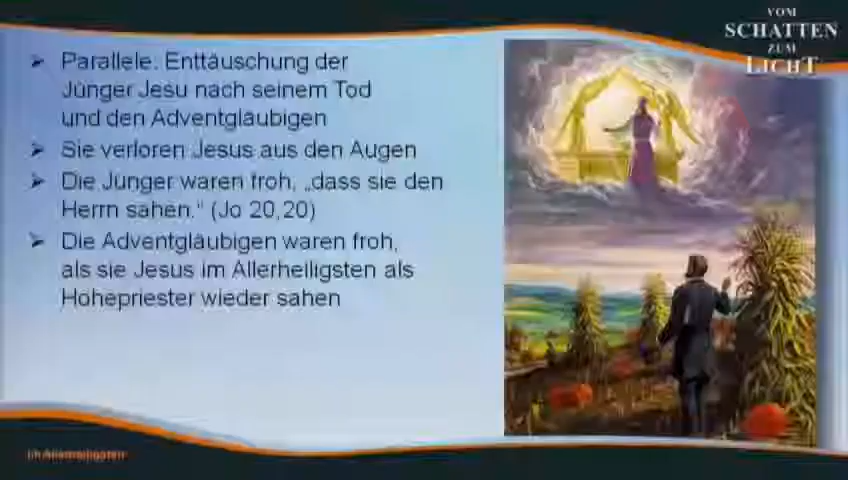 VOM
SCHATTEN
ZUM
LICHT
Parallele: Enttäuschung der
Jünger Jesu nach seinem Tod
und den Adventgläubigen
Sie verloren Jesus aus den Augen
Die Jünger waren froh, „dass sie den
Herrn sahen.“ (Jo 20,20)
Die Adventgläubigen waren froh,
als sie Jesus im Allerheiligsten als
Hohepriester wieder sahen
Im Allerheiligsten